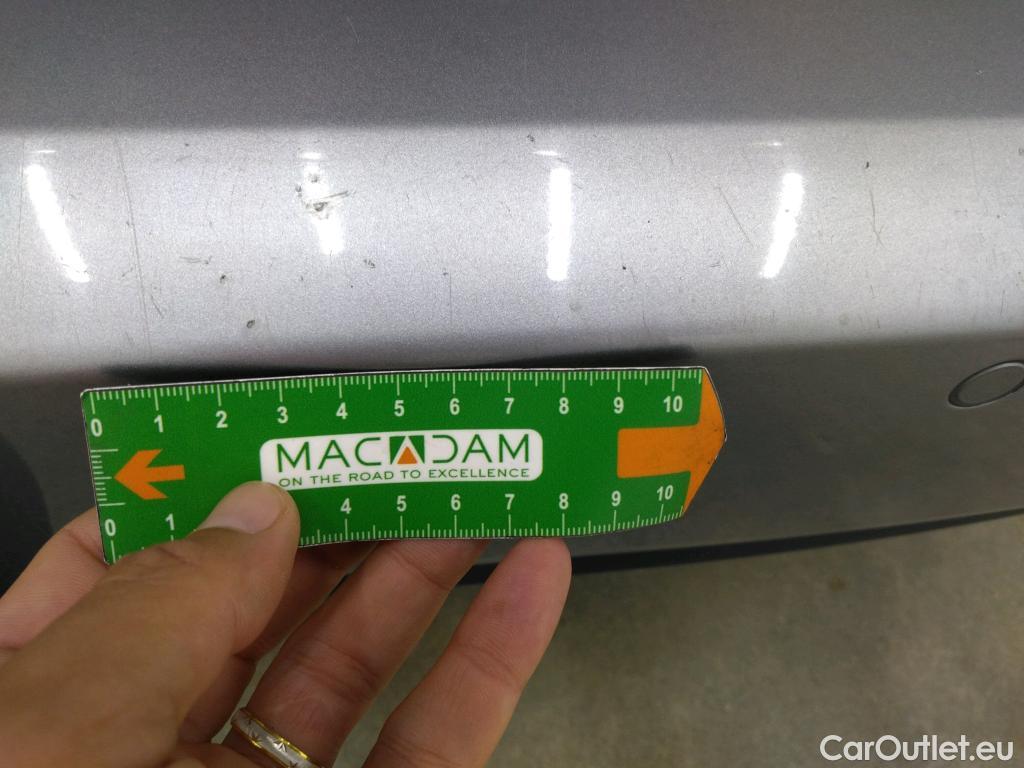 0 1 2 3 4 5 6 7 8 9 10
MACADAM
ON THE ROAD TO EXCELLENCE
0 1 4 5 6 7 8 9 10
CarOutlet.eu